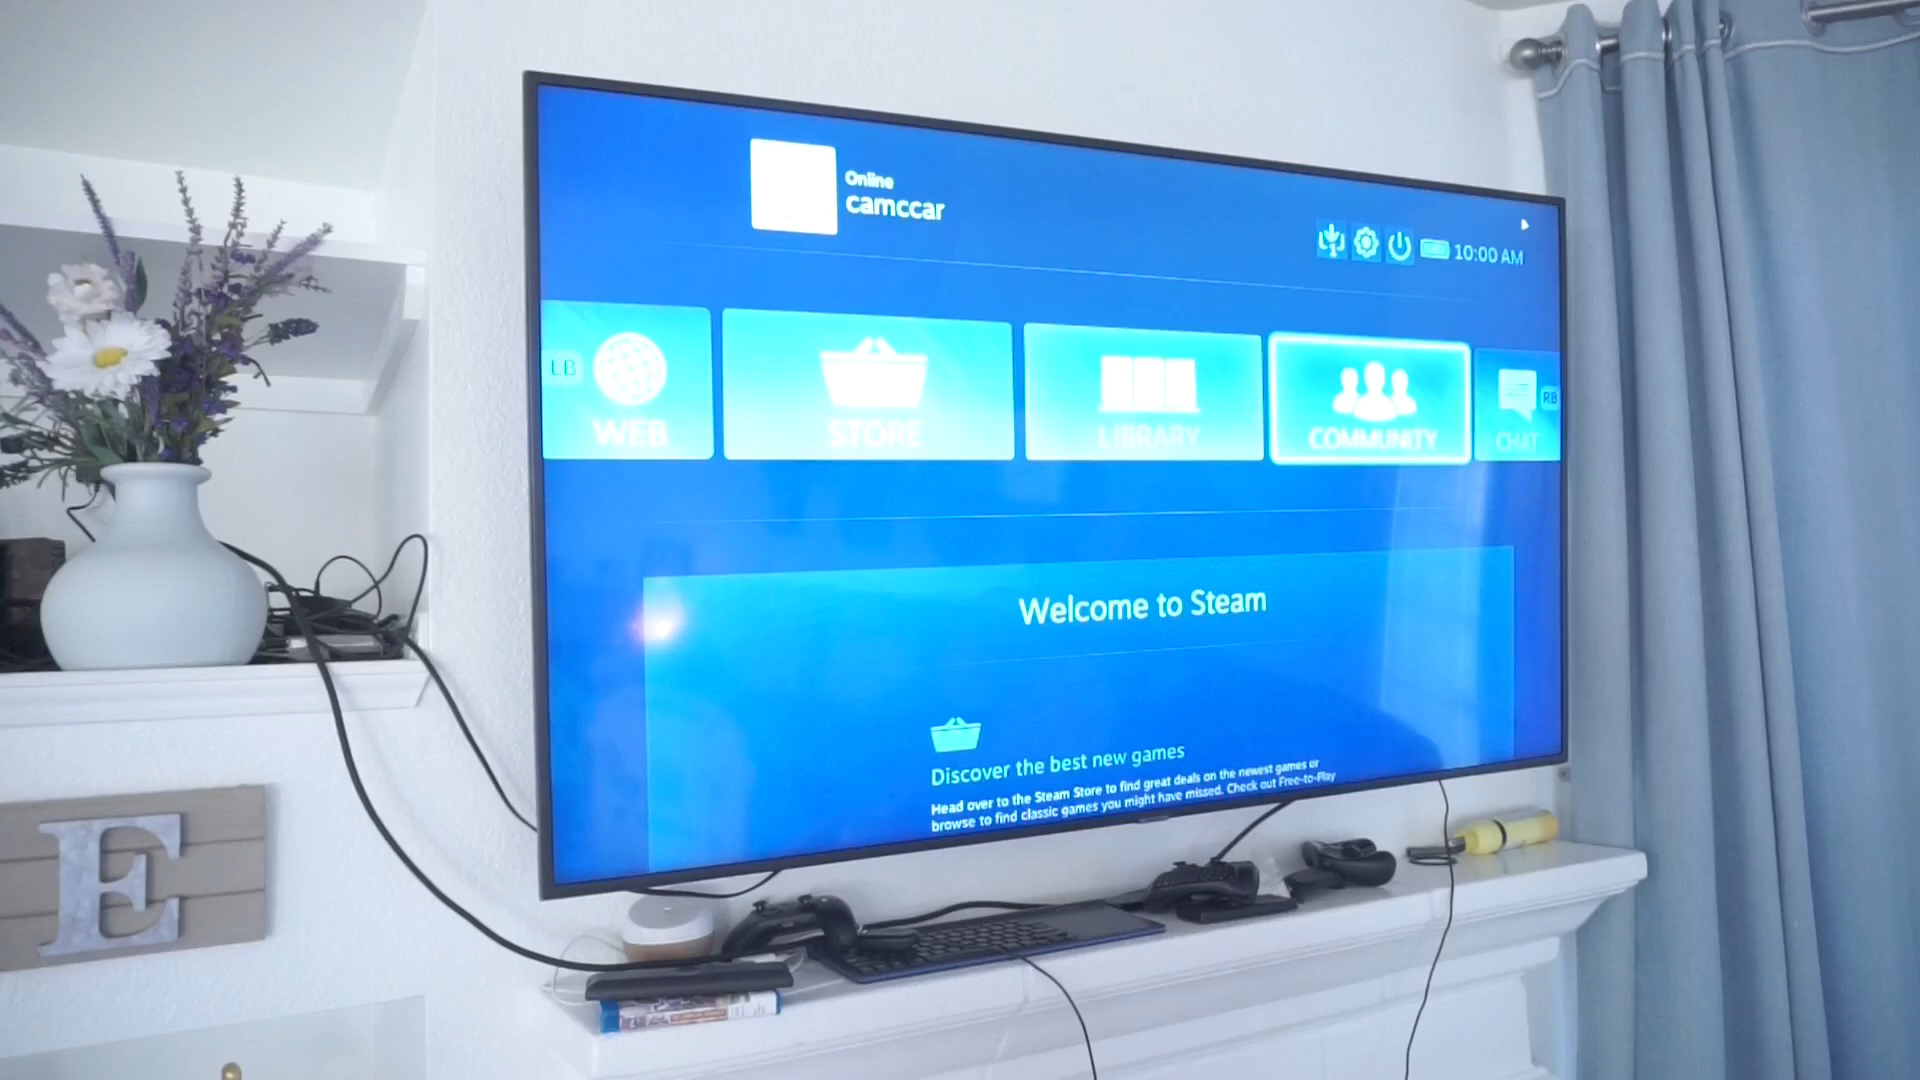 Online
camccar
10:00 AM
LB
WEB
STORE
LIBRARY
COMMUNITY
CHAT
RB
Welcome to Steam
Discover the best new games
Head over to the Steam Store to find great deals on the newest games or
browse to find classic games you might have missed. Check out Free-to-Play
E